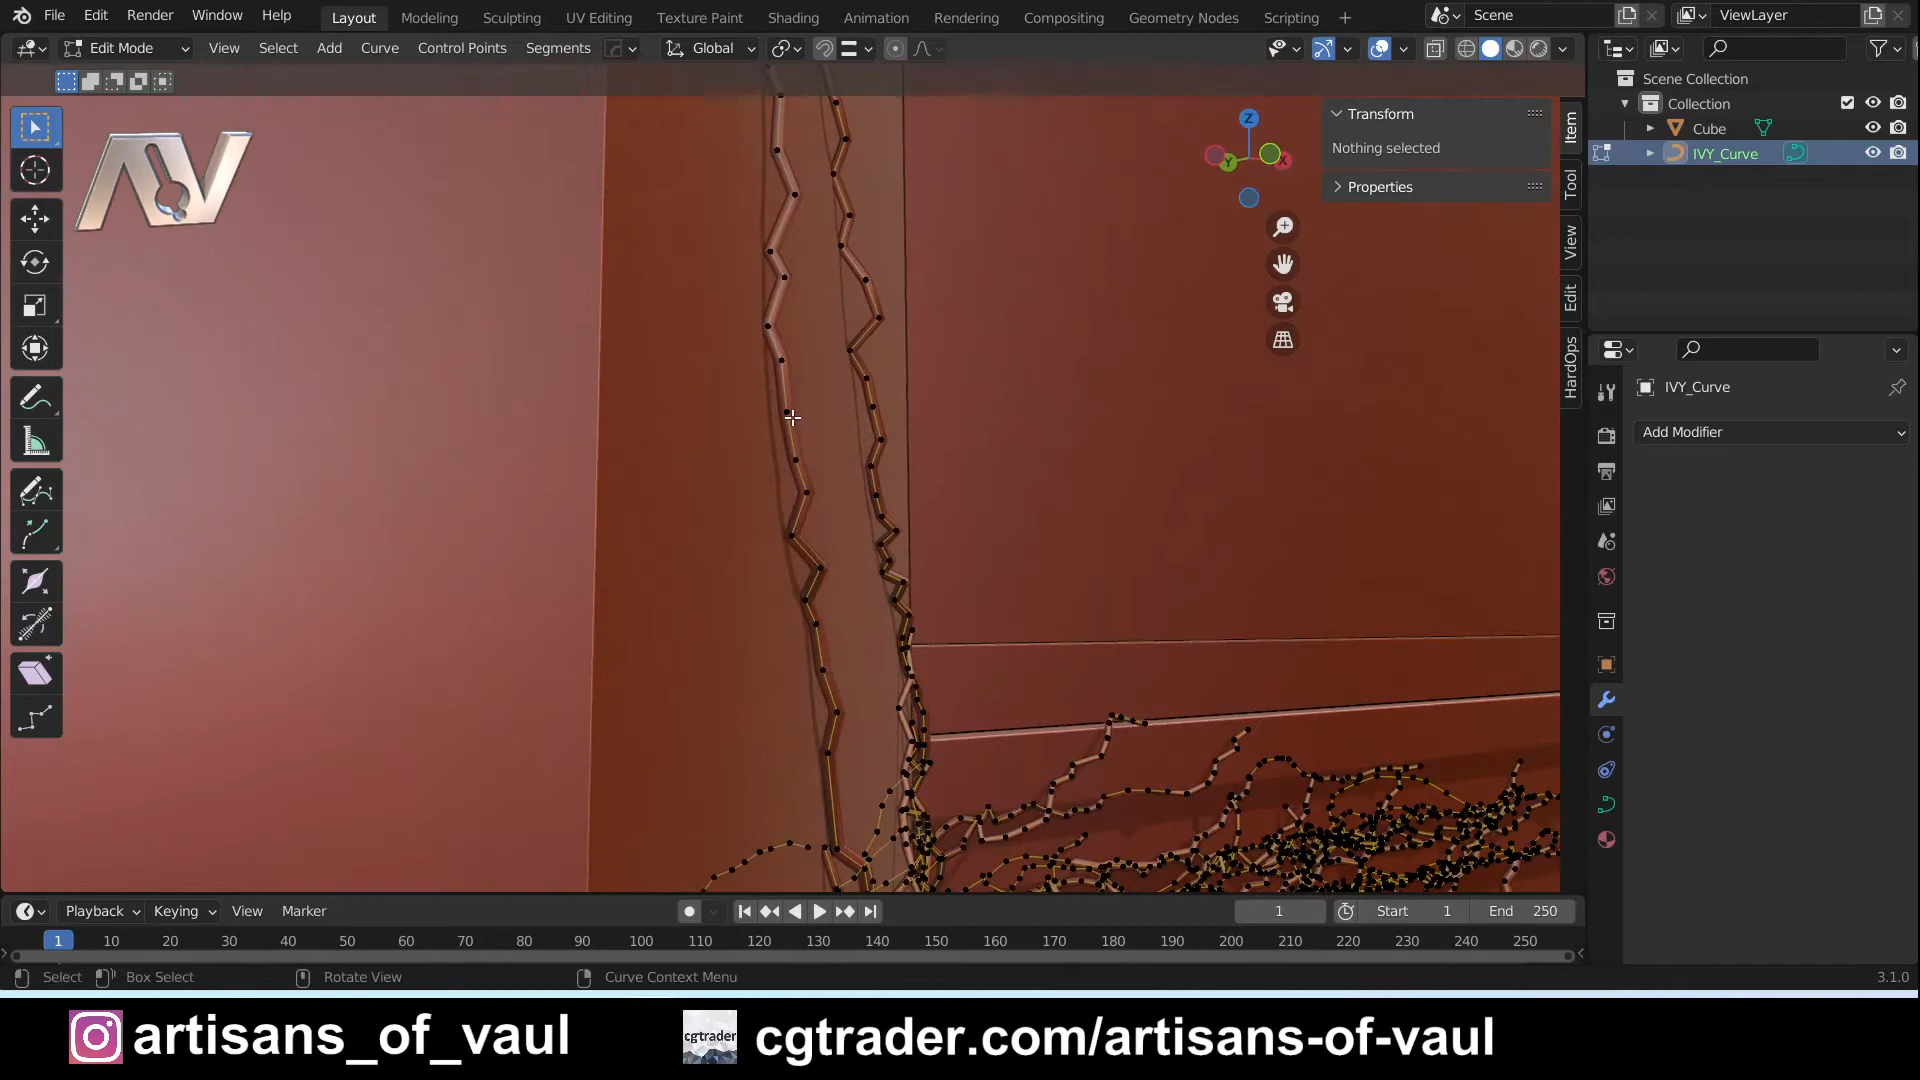 File Edit Render Window Help Layout Modeling Sculpting UV Editing Texture Paint Shading Animation Rendering Compositing Geometry Nodes Scripting + Scene ViewLayer
Edit Mode View Select Add Curve Control Points Segments Global
Scene Collection
Collection
Cube
IVY_Curve
AV
Z
Y
X
Transform
Nothing selected
Properties
Item
Tool
View
Edit
HardOps
IVY_Curve
Add Modifier
Playback Keying View Marker 1 Start 1 End 250
1 10 20 30 40 50 60 70 80 90 100 110 120 130 140 150 160 170 180 190 200 210 220 230 240 250
Select Box Select Rotate View Curve Context Menu 3.1.0
artisans_of_vaul cgtrader cgtrader.com/artisans-of-vaul